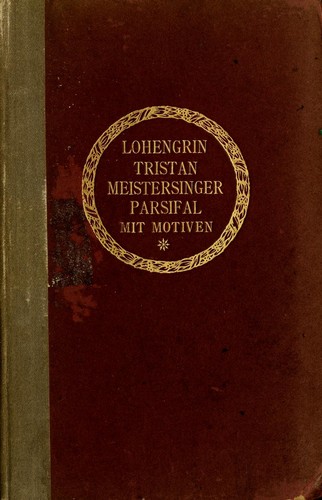 LOHENGRIN
TRISTAN
MEISTERSINGER
PARSIFAL
MIT MOTIVEN
*